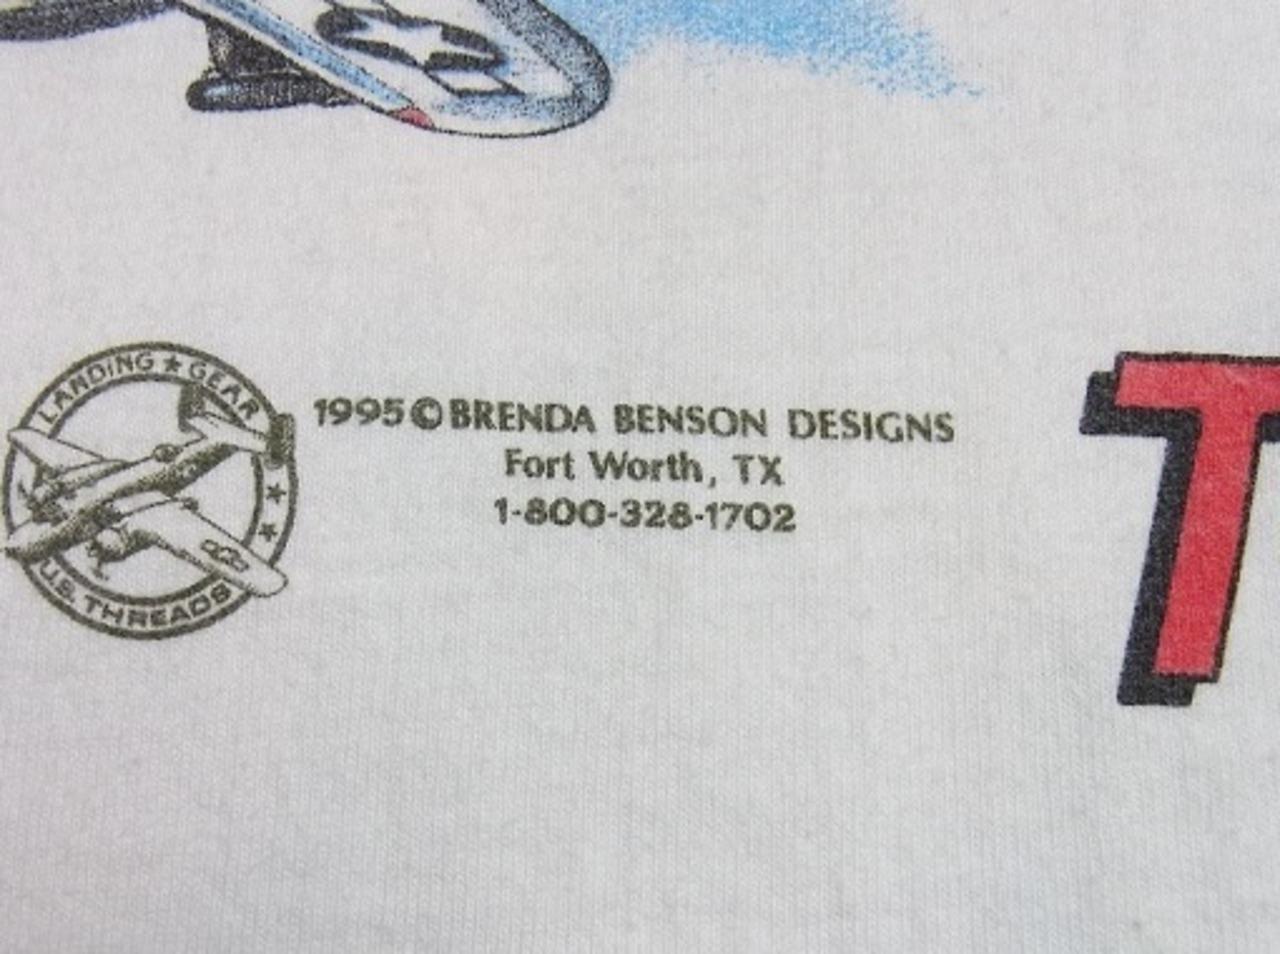 LANDING★GEAR
U.S. THREADS
1995©BRENDA BENSON DESIGNS
Fort Worth, TX
1-800-328-1702
T